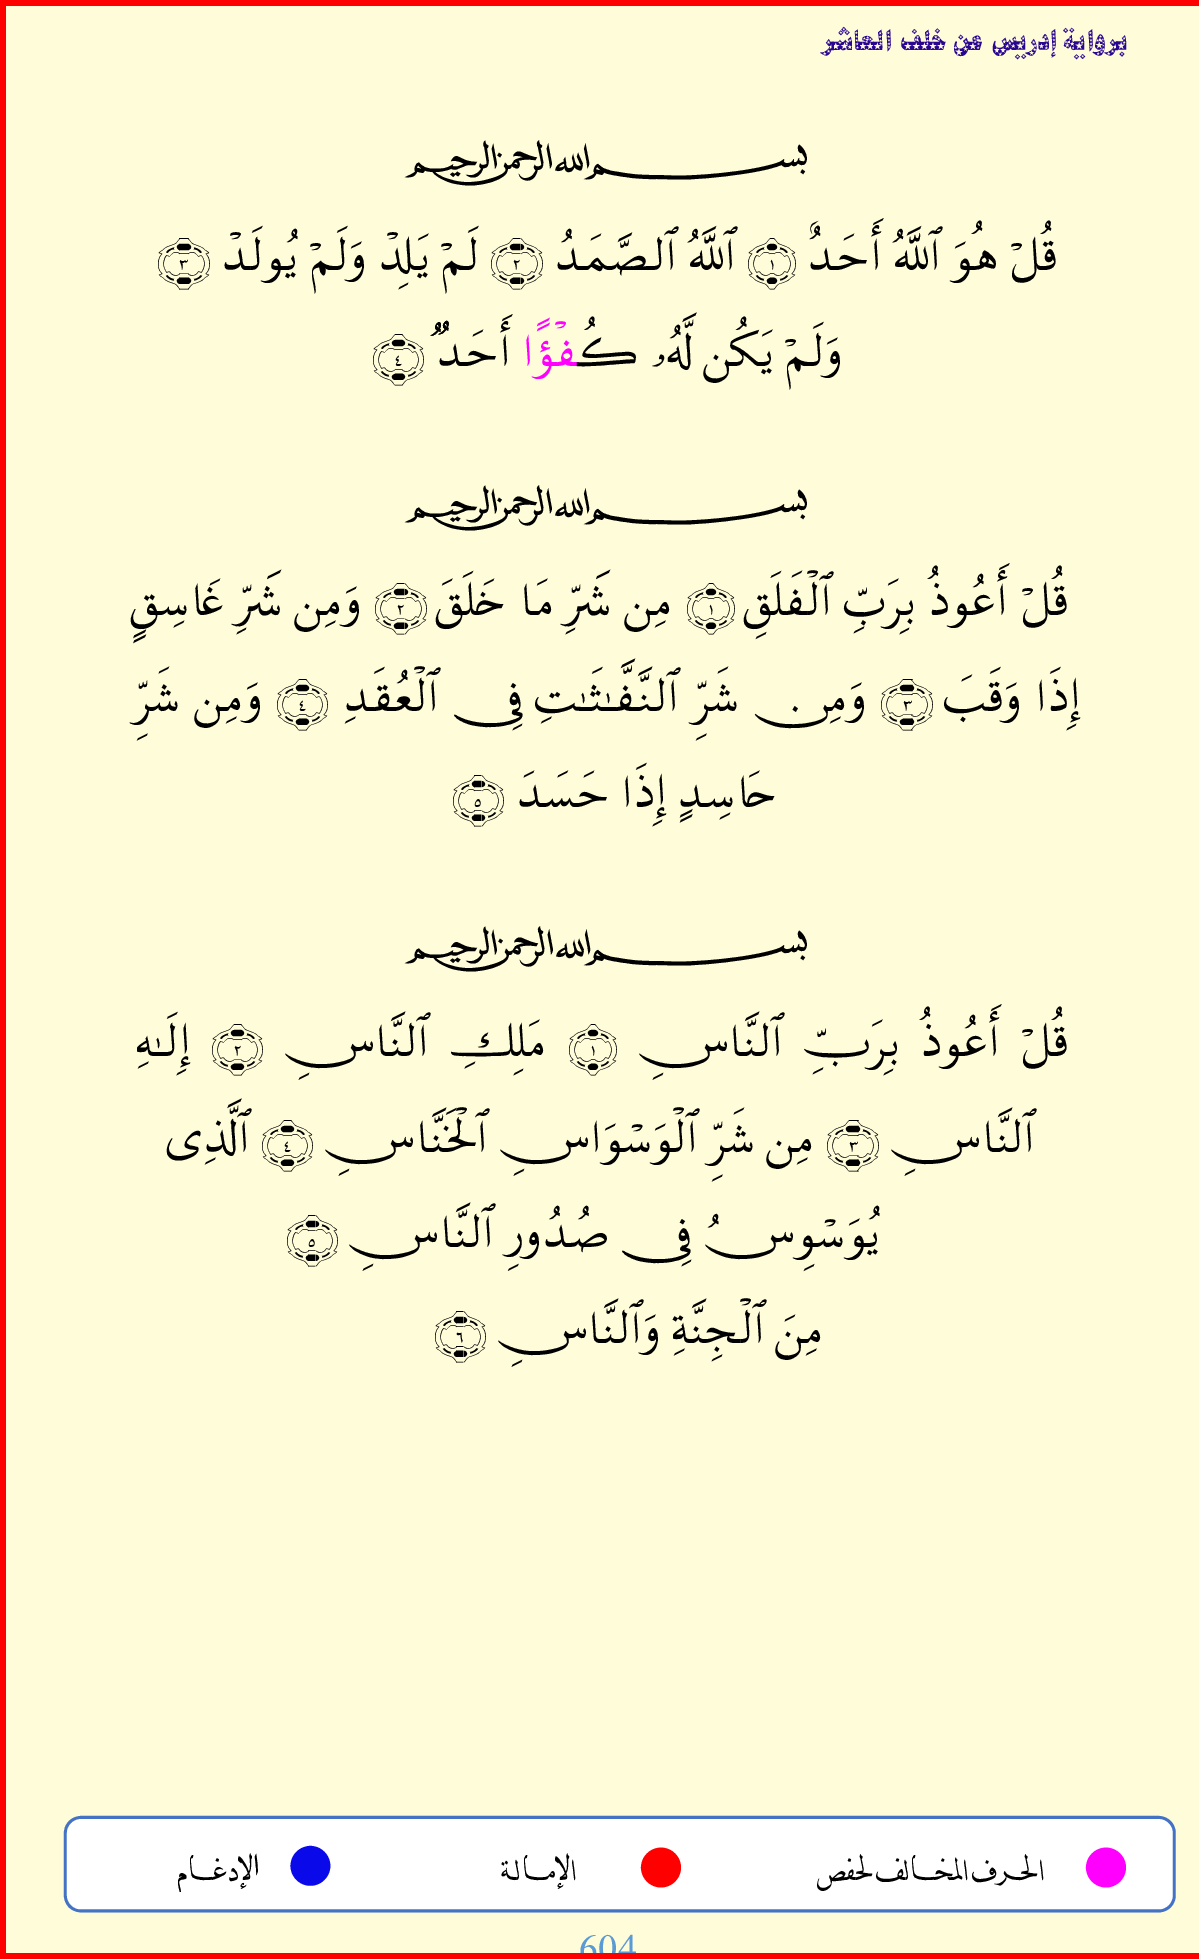 برواية إدريس عن خلف العاشر
بسم الله الرحمن الرحيم
قُلۡ هُوَ ٱللَّهُ أَحَدٌ ١ ٱللَّهُ ٱلصَّمَدُ ٢ لَمۡ يَلِدۡ وَلَمۡ يُولَدۡ ٣
وَلَمۡ يَكُن لَّهُۥ كُفۡؤًا أَحَدُۢ ٤
بسم الله الرحمن الرحيم
قُلۡ أَعُوذُ بِرَبِّ ٱلۡفَلَقِ ١ مِن شَرِّ مَا خَلَقَ ٢ وَمِن شَرِّ غَاسِقٍ
إِذَا وَقَبَ ٣ وَمِن شَرِّ ٱلنَّفَّٰثَٰتِ فِي ٱلۡعُقَدِ ٤ وَمِن شَرِّ
حَاسِدٍ إِذَا حَسَدَ ٥
بسم الله الرحمن الرحيم
قُلۡ أَعُوذُ بِرَبِّ ٱلنَّاسِ ١ مَلِكِ ٱلنَّاسِ ٢ إِلَٰهِ
ٱلنَّاسِ ٣ مِن شَرِّ ٱلۡوَسۡوَاسِ ٱلۡخَنَّاسِ ٤ ٱلَّذِى
يُوَسۡوِسُ فِي صُدُورِ ٱلنَّاسِ ٥
مِنَ ٱلۡجِنَّةِ وَٱلنَّاسِ ٦
الحرف المخالف لحفص الإمالة الإدغام
604